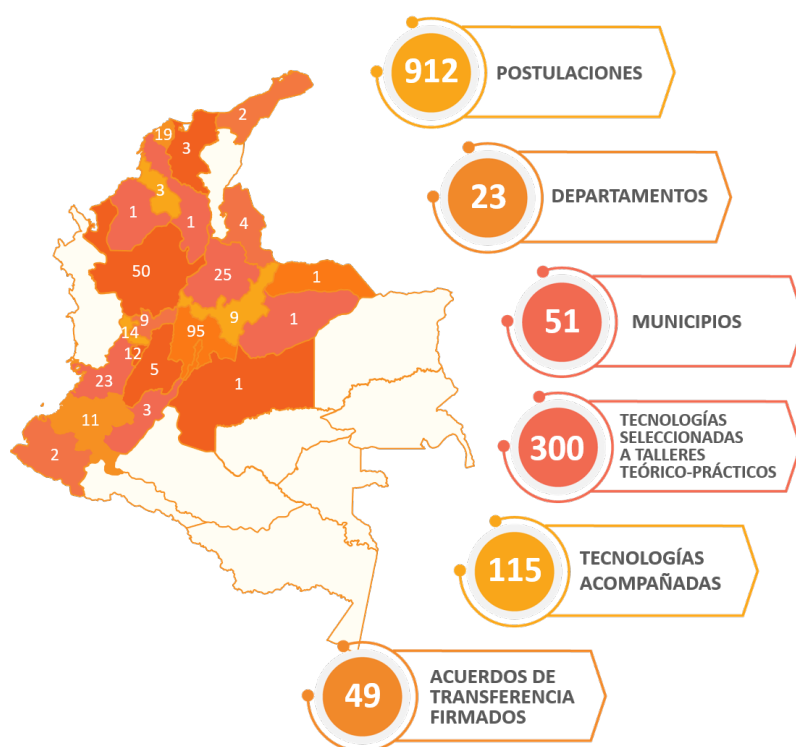 912
POSTULACIONES
23
DEPARTAMENTOS
51
MUNICIPIOS
300
TECNOLOGÍAS
SELECCIONADAS
A TALLERES
TEÓRICO-PRÁCTICOS
115
TECNOLOGÍAS
ACOMPAÑADAS
49
ACUERDOS DE
TRANSFERENCIA
FIRMADOS
2
19
3
3
1
1
4
50
25
1
9
9
1
14
95
12
5
23
1
3
11
2